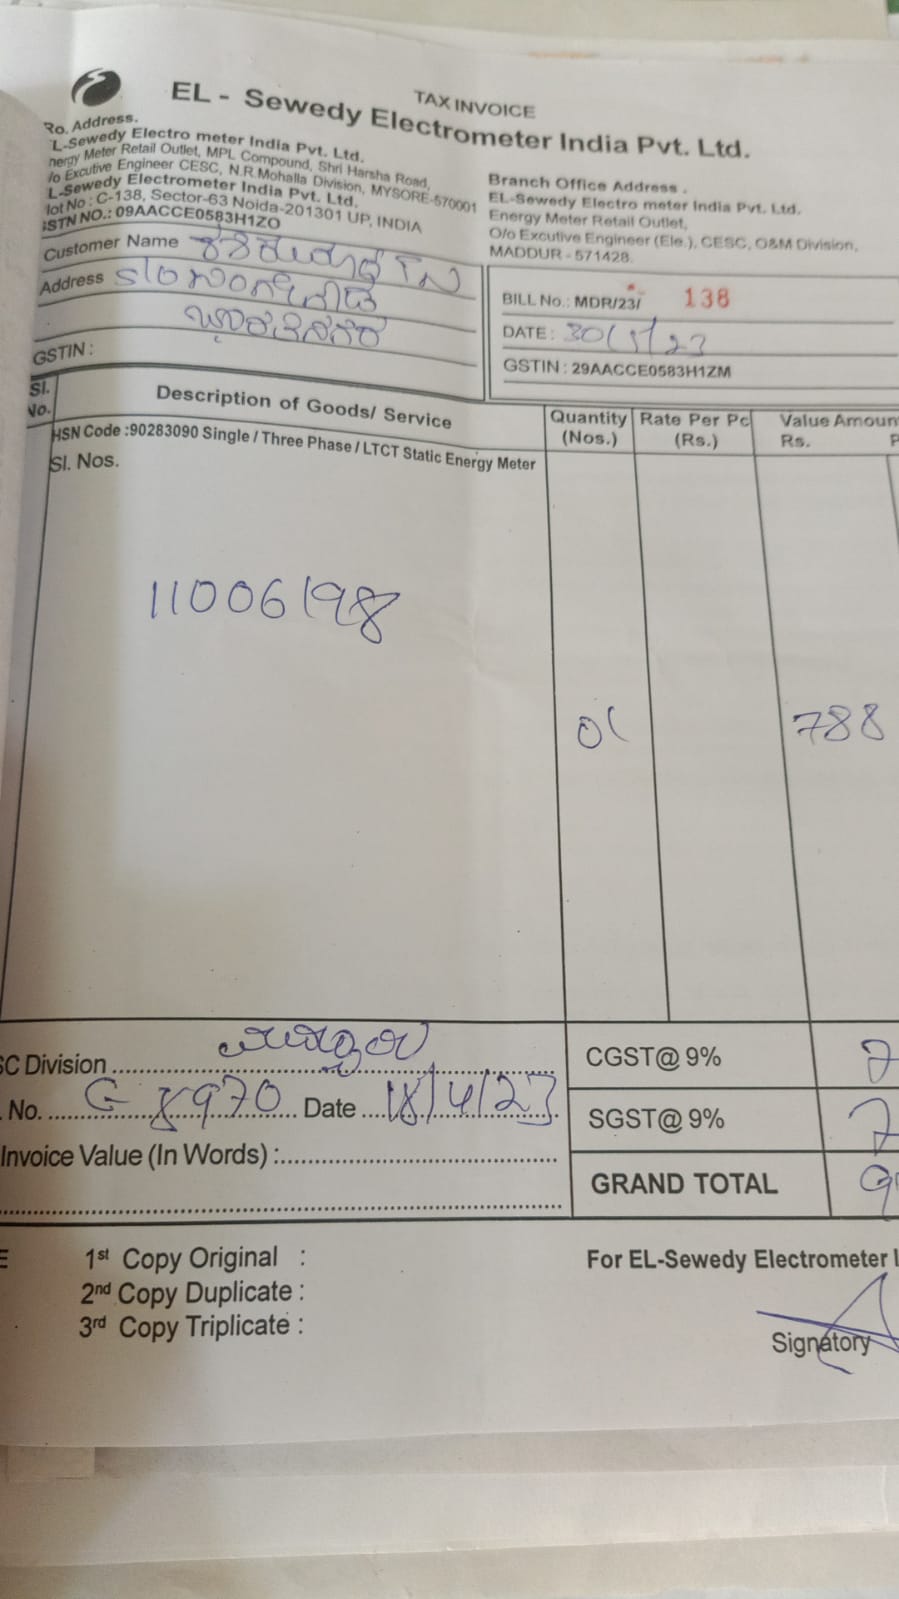 TAX INVOICE
EL - Sewedy Electrometer India Pvt. Ltd.
Ro. Address.
L-Sewedy Electro meter India Pvt. Ltd.
nergy Meter Retail Outlet, MPL Compound, Shri Harsha Road,
/o Excutive Engineer CESC, N.R.Mohalla Division, MYSORE-570001
L-Sewedy Electrometer India Pvt. Ltd.
lot No : C-138, Sector-63 Noida-201301 UP, INDIA
STN NO.: 09AACCE0583H1ZO
Branch Office Address .
EL-Sewedy Electro meter India Pvt. Ltd.
Energy Meter Retail Outlet,
O/o Excutive Engineer (Ele.), CESC, O&M Division,
MADDUR - 571428.
Customer Name
Address
GSTIN :
BILL No.: MDR/23/ 138
DATE : 30/5/23
GSTIN : 29AACCE0583H1ZM
Sl. No. Description of Goods/ Service Quantity (Nos.) Rate Per Pc (Rs.) Value Amoun Rs. P
HSN Code :90283090 Single / Three Phase / LTCT Static Energy Meter
Sl. Nos.
11006198
01 788
SC Division
No. G 8970 Date 18/4/23
Invoice Value (In Words) :
CGST@ 9% 7
SGST@ 9% 7
GRAND TOTAL 9
E 1st Copy Original :
2nd Copy Duplicate :
3rd Copy Triplicate :
For EL-Sewedy Electrometer I
Signatory